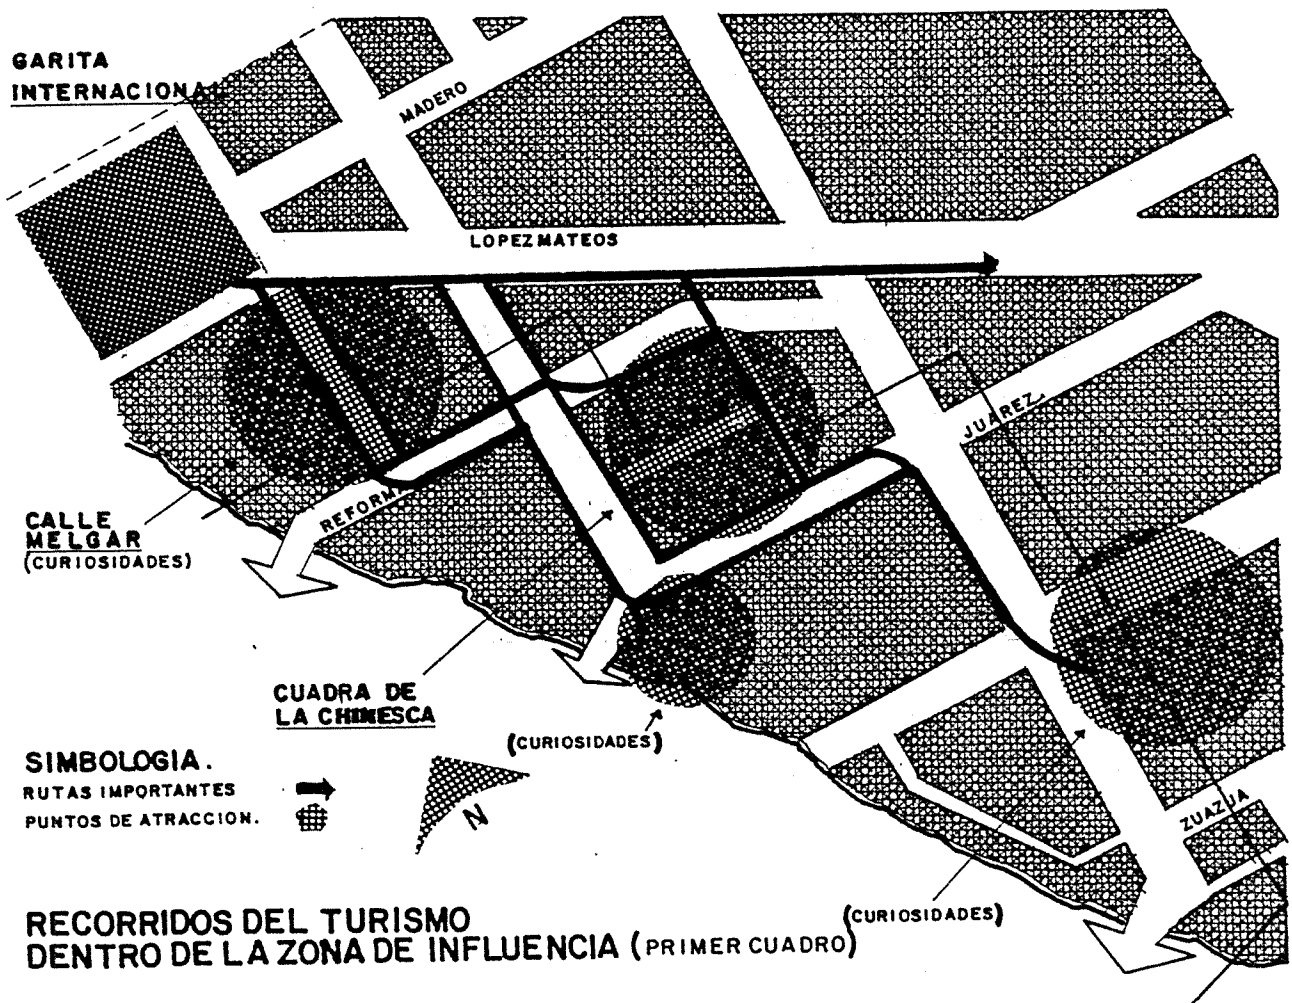 GARITA
INTERNACIONAL
MADERO
LOPEZ MATEOS
JUAREZ
REFORMA
CALLE
MELGAR
(CURIOSIDADES)
CUADRA DE
LA CHINESCA
(CURIOSIDADES)
SIMBOLOGIA.
RUTAS IMPORTANTES
PUNTOS DE ATRACCION.
N
ZUAZUA
(CURIOSIDADES)
RECORRIDOS DEL TURISMO
DENTRO DE LA ZONA DE INFLUENCIA (PRIMER CUADRO)